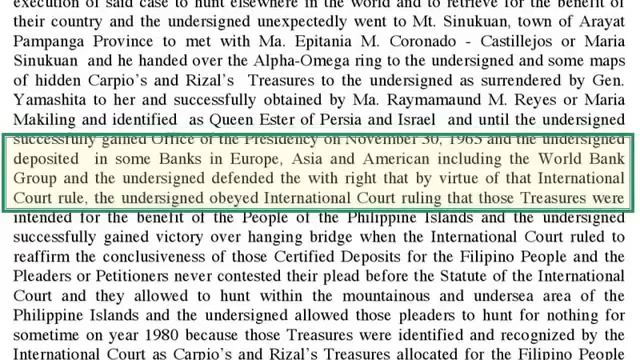 execution of said case to hunt elsewhere in the world and to retrieve for the benefit of
their country and the undersigned unexpectedly went to Mt. Sinukuan, town of Arayat
Pampanga Province to met with Ma. Epitania M. Coronado - Castillejos or Maria
Sinukuan and he handed over the Alpha-Omega ring to the undersigned and some maps
of hidden Carpio's and Rizal's Treasures to the undersigned as surrendered by Gen.
Yamashita to her and successfully obtained by Ma. Raymamaund M. Reyes or Maria
Makiling and identified as Queen Ester of Persia and Israel and until the undersigned
successfully gained Office of the Presidency on November 30, 1965 and the undersigned
deposited in some Banks in Europe, Asia and American including the World Bank
Group and the undersigned defended the with right that by virtue of that International
Court rule, the undersigned obeyed International Court ruling that those Treasures were
intended for the benefit of the People of the Philippine Islands and the undersigned
successfully gained victory over hanging bridge when the International Court ruled to
reaffirm the conclusiveness of those Certified Deposits for the Filipino People and the
Pleaders or Petitioners never contested their plead before the Statute of the International
Court and they allowed to hunt within the mountainous and undersea area of the
Philippine Islands and the undersigned allowed those pleaders to hunt for nothing for
sometime on year 1980 because those Treasures were identified and recognized by the
International Court as Carpio's and Rizal's Treasures allocated for the Filipino People